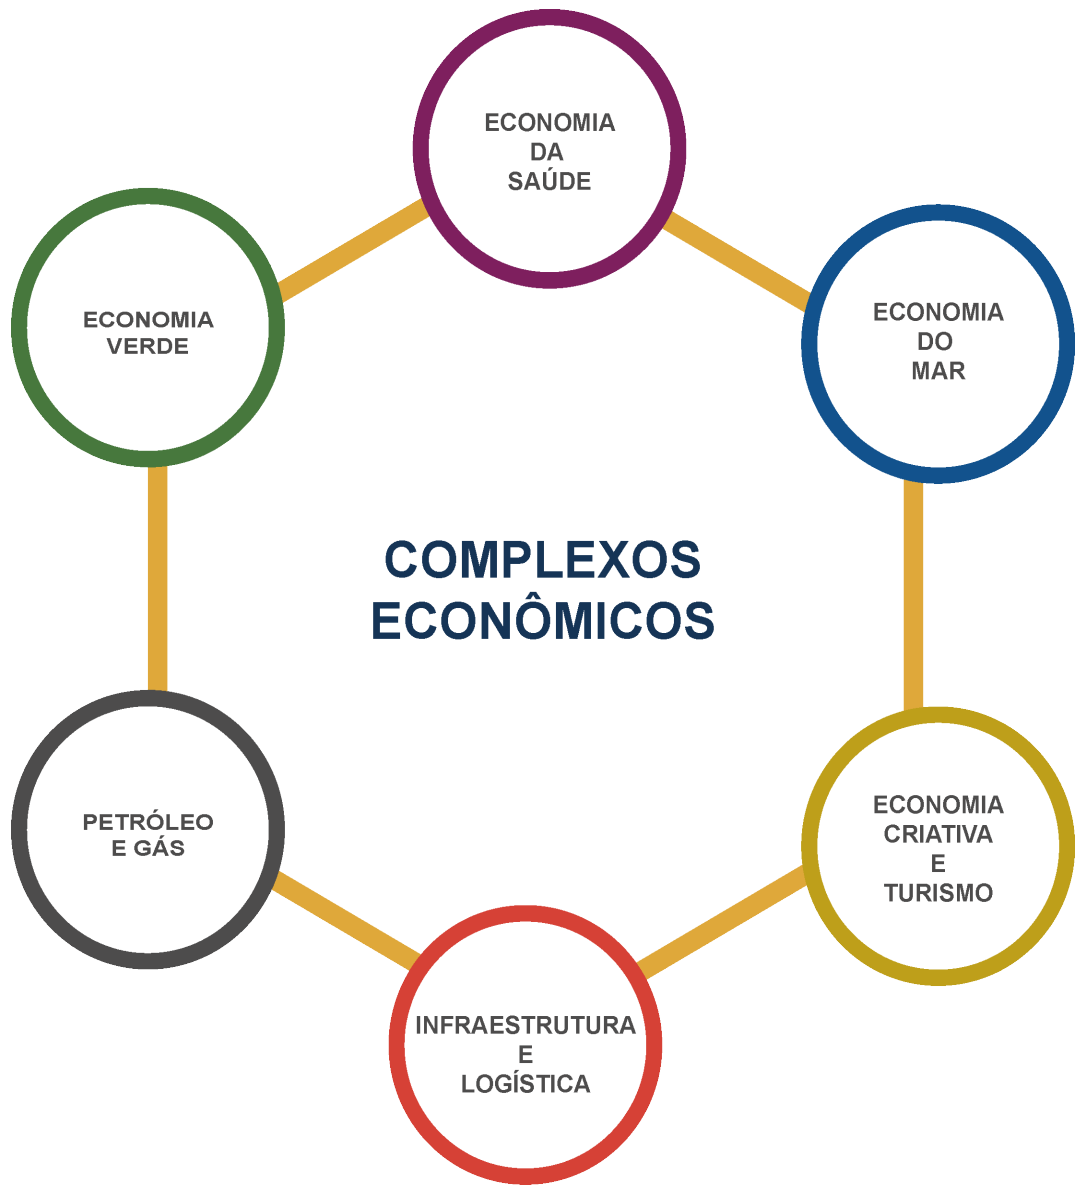 ECONOMIA
DA
SAÚDE
ECONOMIA
DO
MAR
ECONOMIA
VERDE
COMPLEXOS
ECONÔMICOS
PETRÓLEO
E GÁS
ECONOMIA
CRIATIVA
E
TURISMO
INFRAESTRUTURA
E
LOGÍSTICA